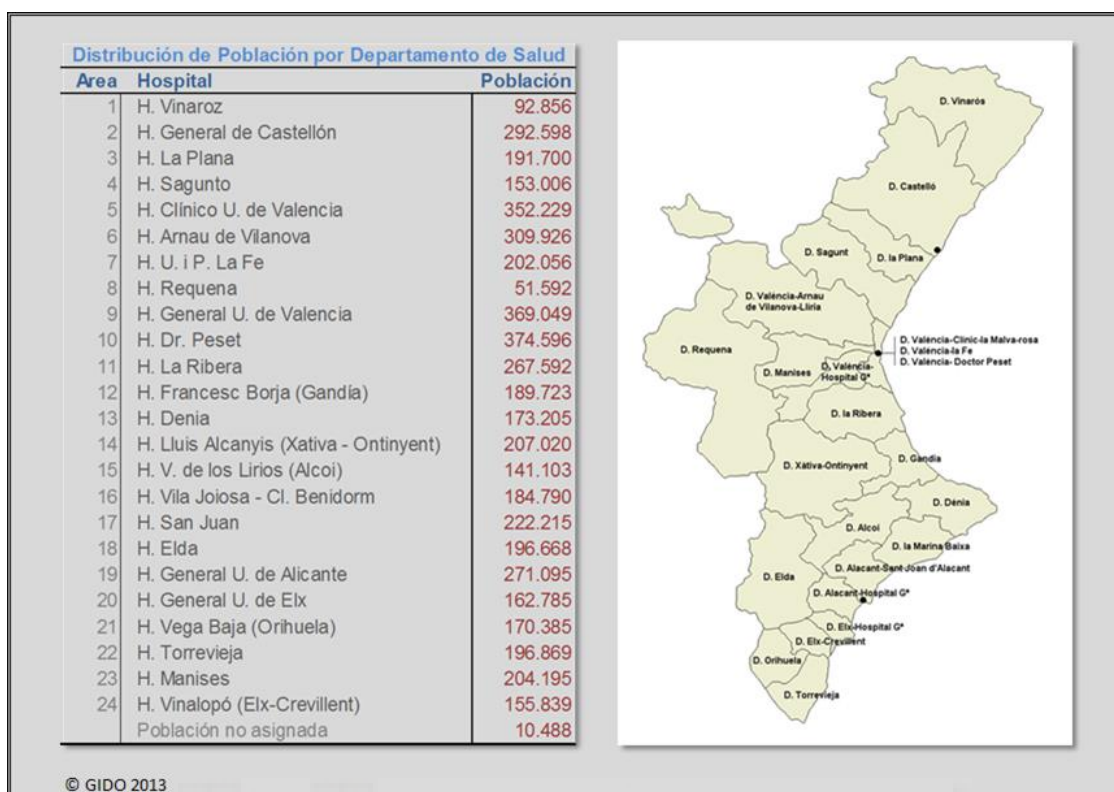 Distribución de Población por Departamento de Salud
Area Hospital Población
1 H. Vinaroz 92.856
2 H. General de Castellón 292.598
3 H. La Plana 191.700
4 H. Sagunto 153.006
5 H. Clínico U. de Valencia 352.229
6 H. Arnau de Vilanova 309.926
7 H. U. i P. La Fe 202.056
8 H. Requena 51.592
9 H. General U. de Valencia 369.049
10 H. Dr. Peset 374.596
11 H. La Ribera 267.592
12 H. Francesc Borja (Gandía) 189.723
13 H. Denia 173.205
14 H. Lluis Alcanyis (Xativa - Ontinyent) 207.020
15 H. V. de los Lirios (Alcoi) 141.103
16 H. Vila Joiosa - Cl. Benidorm 184.790
17 H. San Juan 222.215
18 H. Elda 196.668
19 H. General U. de Alicante 271.095
20 H. General U. de Elx 162.785
21 H. Vega Baja (Orihuela) 170.385
22 H. Torrevieja 196.869
23 H. Manises 204.195
24 H. Vinalopó (Elx-Crevillent) 155.839
Población no asignada 10.488
D. Vinaròs
D. Castelló
D. Sagunt
D. la Plana
D. València-Arnau
de Vilanova-Llíria
D. València-Clínic-la Malva-rosa
D. València-la Fe
D. València- Doctor Peset
D. Requena
D. Manises
D. València-
Hospital Gª
D. la Ribera
D. Xàtiva-Ontinyent
D. Gandia
D. Dénia
D. Alcoi
D. la Marina Baixa
D. Alacant-Sant Joan d'Alacant
D. Elda
D. Alacant-Hospital Gª
D. Elx-Hospital Gª
D. Elx-Crevillent
D. Orihuela
D. Torrevieja
© GIDO 2013